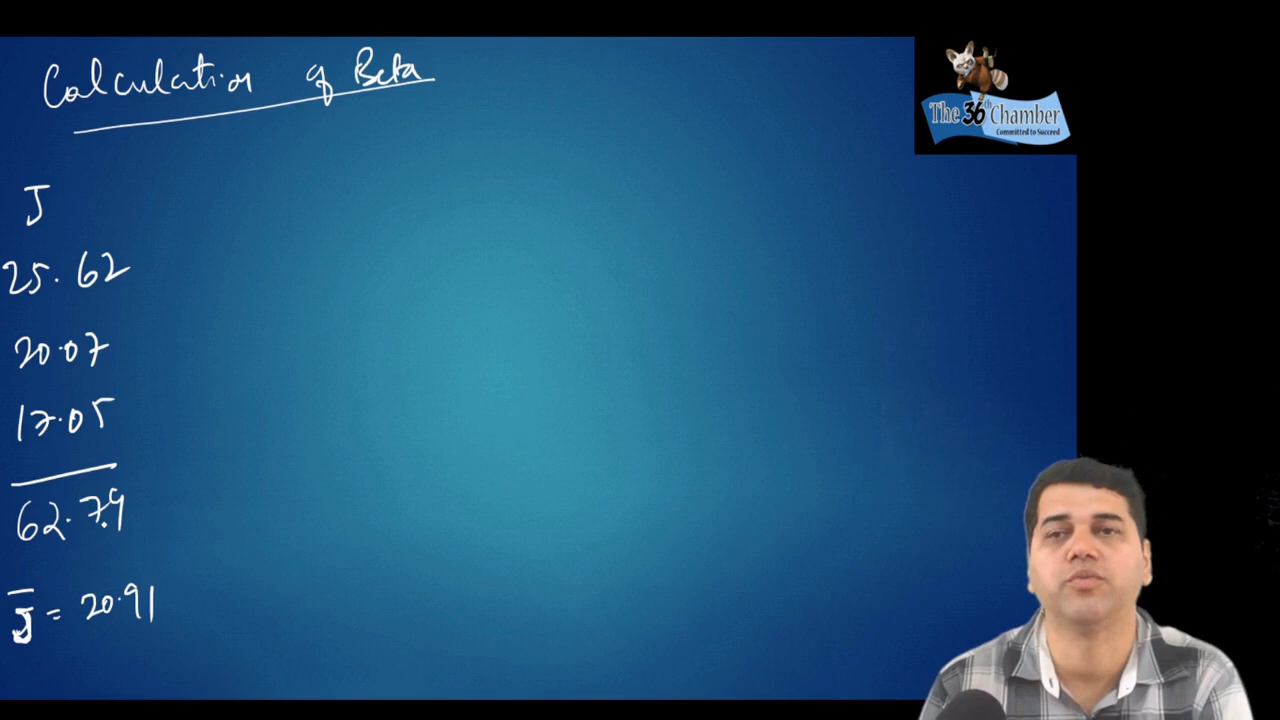 Calculation of Beta
The 36th Chamber
Committed to Succeed
J
25.62
20.07
17.05
62.79
J̅ = 20.91